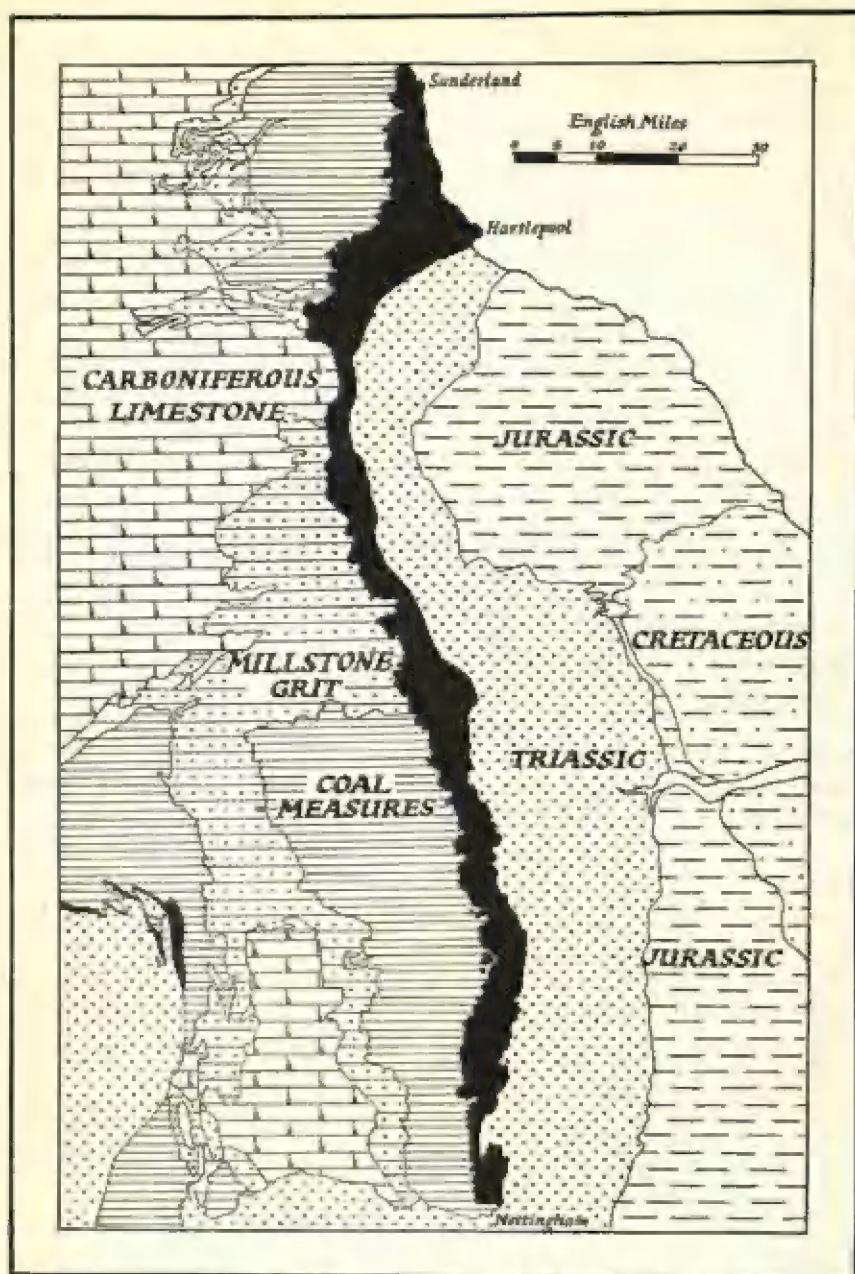 Sunderland
English Miles
0 5 10 20 30
Hartlepool
CARBONIFEROUS
LIMESTONE
JURASSIC
CRETACEOUS
MILLSTONE
GRIT
TRIASSIC
COAL
MEASURES
JURASSIC
Nottingham